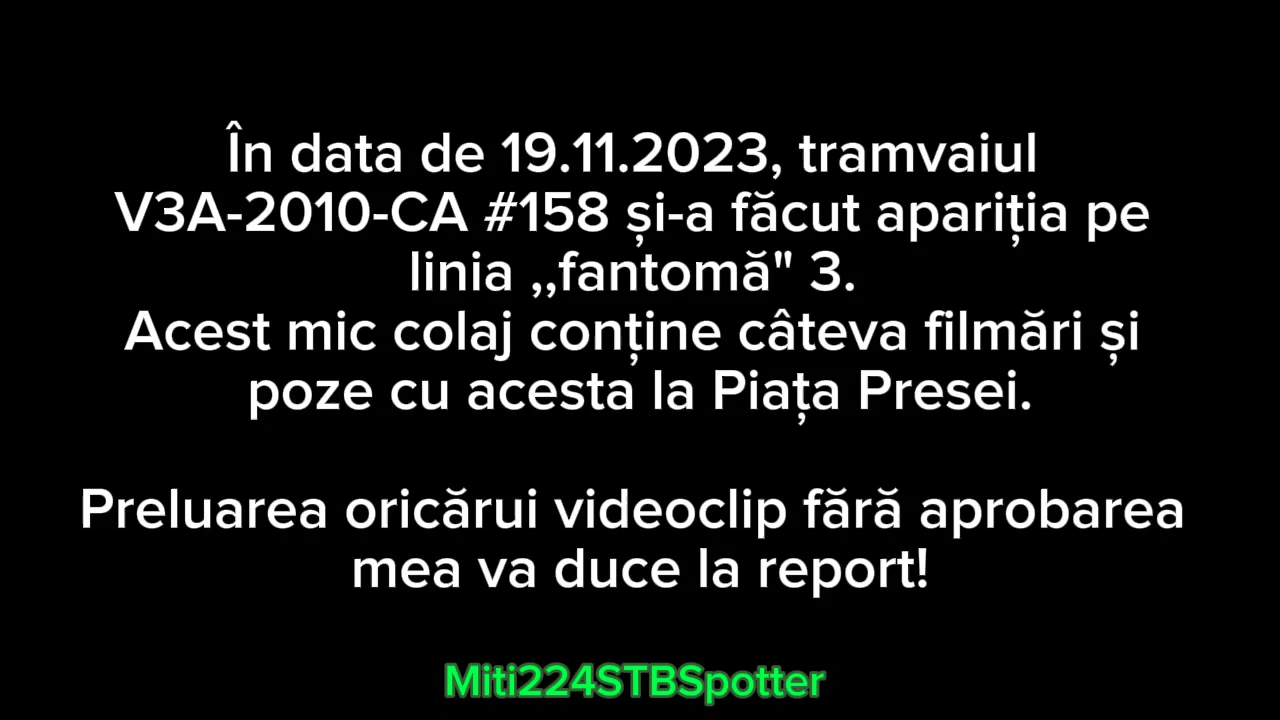 În data de 19.11.2023, tramvaiul
V3A-2010-CA #158 și-a făcut apariția pe
linia ,,fantomă" 3.
Acest mic colaj conține câteva filmări și
poze cu acesta la Piața Presei.
Preluarea oricărui videoclip fără aprobarea
mea va duce la report!
Miti224STBSpotter